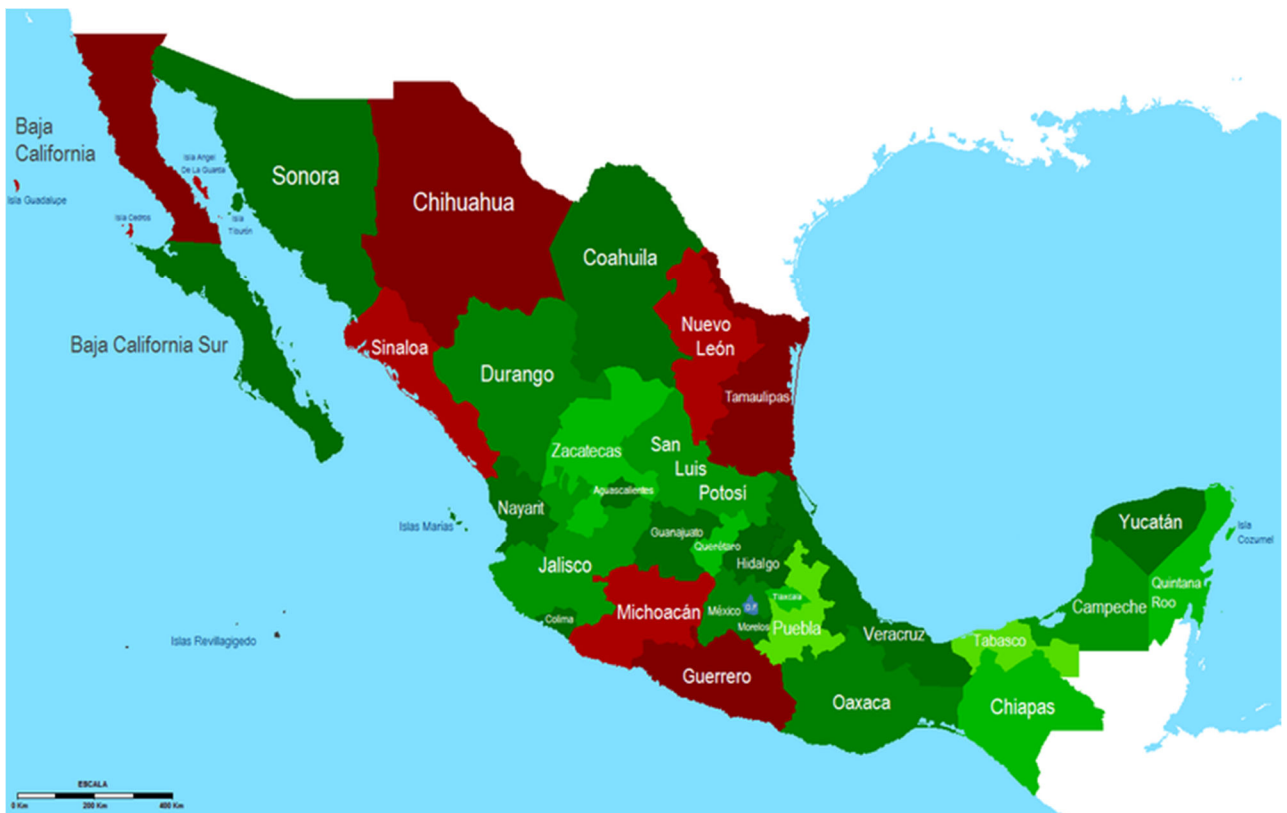 Baja
California
Isla Guadalupe
Isla Angel
De La Guarda
Isla Cedros
Isla
Tiburón
Sonora
Chihuahua
Coahuila
Baja California Sur
Sinaloa
Nuevo
León
Durango
Tamaulipas
Zacatecas
San
Luis
Potosí
Aguascalientes
Nayarit
Islas Marías
Guanajuato
Querétaro
Hidalgo
Jalisco
Yucatán
Isla
Cozumel
Quintana
Roo
Campeche
Tlaxcala
D.F
Michoacán
México
Colima
Morelos
Puebla
Veracruz
Tabasco
Islas Revillagigedo
Guerrero
Oaxaca
Chiapas
ESCALA
0 Km 200 Km 400 Km